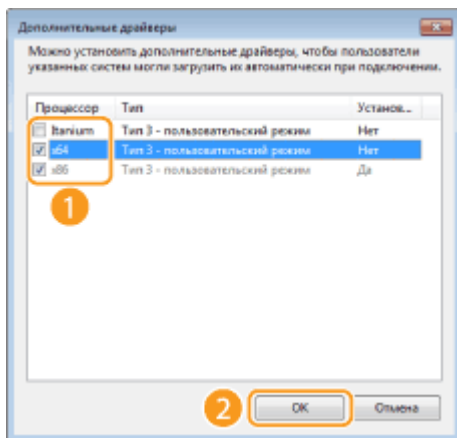 Дополнительные драйверы
Можно установить дополнительные драйверы, чтобы пользователи
указанных систем могли загрузить их автоматически при подключении.
Процессор Тип Установ...
Itanium Тип 3 - пользовательский режим Нет
x64 Тип 3 - пользовательский режим Нет
x86 Тип 3 - пользовательский режим Да
1
2 OK Отмена